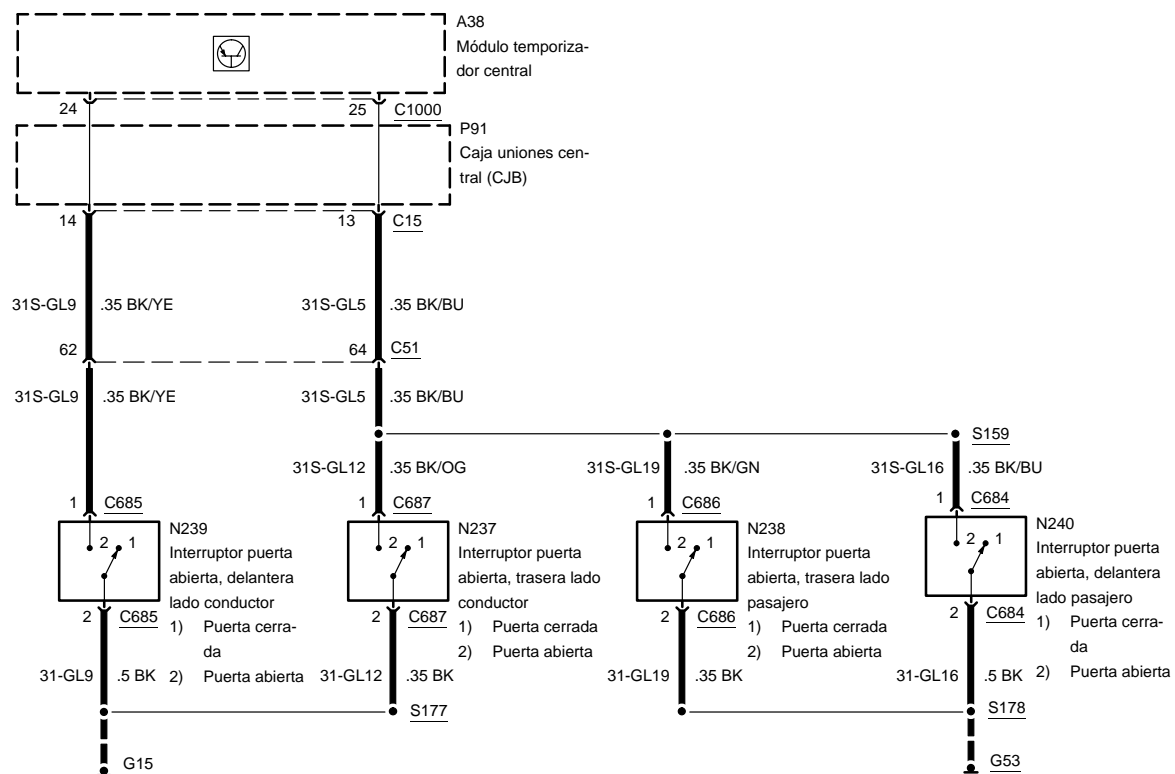 A38
Módulo temporiza-
dor central
24
25
C1000
P91
Caja uniones cen-
tral (CJB)
14
13
C15
31S-GL9
.35 BK/YE
31S-GL5
.35 BK/BU
62
64
C51
31S-GL9
.35 BK/YE
31S-GL5
.35 BK/BU
S159
31S-GL12
.35 BK/OG
31S-GL19
.35 BK/GN
31S-GL16
.35 BK/BU
1
C685
1
C687
1
C686
1
C684
2
1
N239
Interruptor puerta
abierta, delantera
lado conductor
1) Puerta cerra-
da
2) Puerta abierta
2
1
N237
Interruptor puerta
abierta, trasera lado
conductor
1) Puerta cerrada
2) Puerta abierta
2
1
N238
Interruptor puerta
abierta, trasera lado
pasajero
1) Puerta cerrada
2) Puerta abierta
2
1
N240
Interruptor puerta
abierta, delantera
lado pasajero
1) Puerta cerra-
da
2) Puerta abierta
2
C685
2
C687
2
C686
2
C684
31-GL9
.5 BK
31-GL12
.35 BK
31-GL19
.35 BK
31-GL16
.5 BK
S177
S178
G15
G53